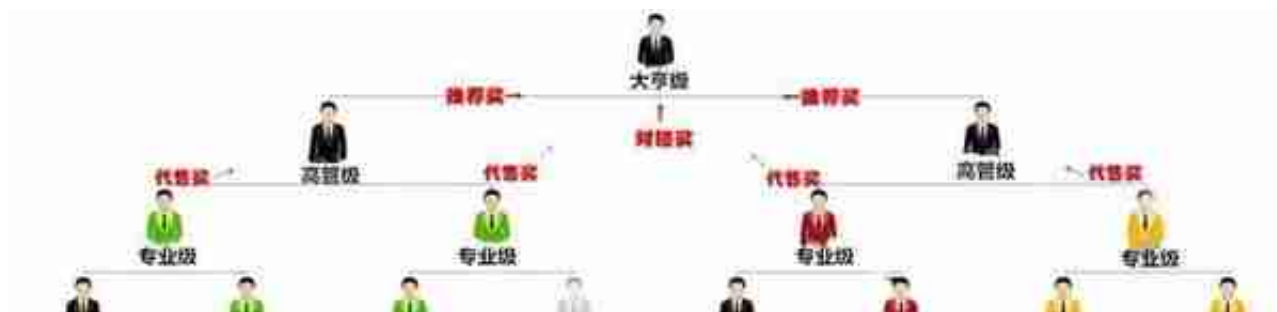 大亨级
推荐奖 推荐奖
对碰奖
高管级 高管级
代售奖 代售奖 代售奖 代售奖
专业级 专业级 专业级 专业级